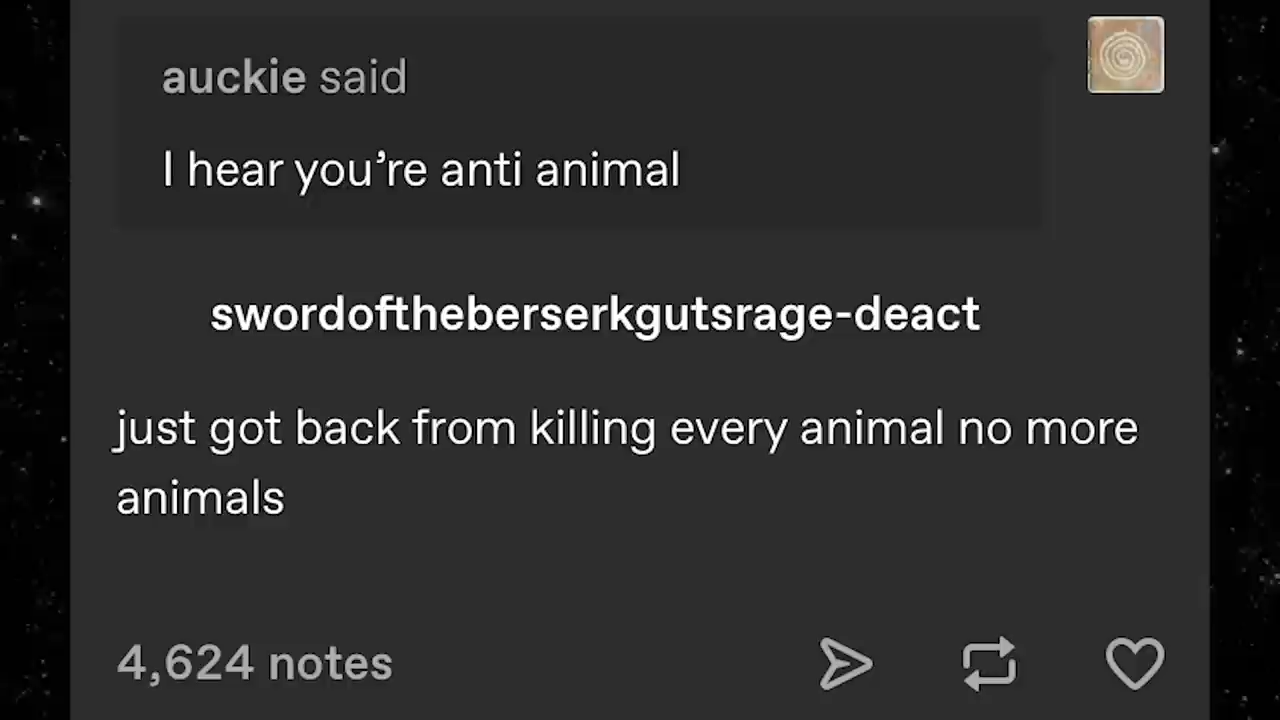 auckie said
I hear you’re anti animal
swordoftheberserkgutsrage-deact
just got back from killing every animal no more
animals
4,624 notes